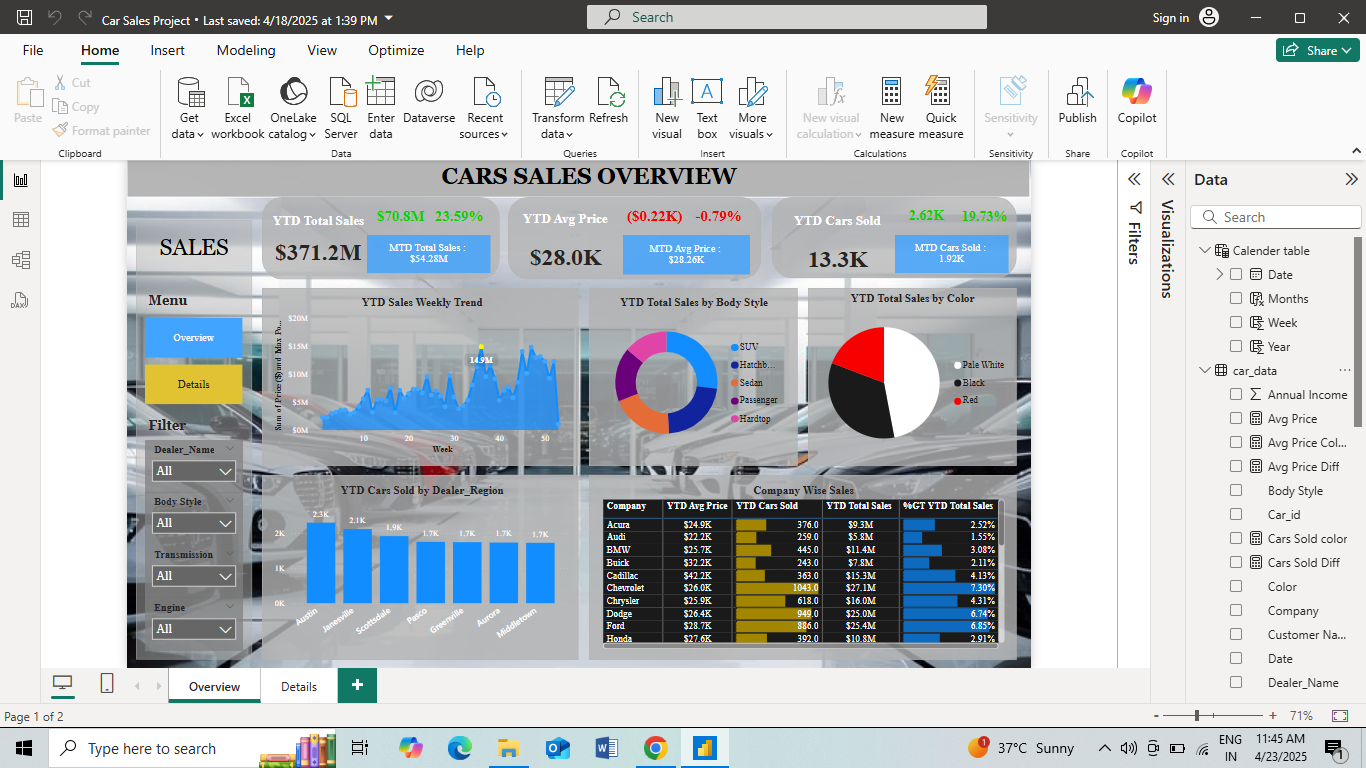 Car Sales Project • Last saved: 4/18/2025 at 1:39 PM
Search
Sign in
File Home Insert Modeling View Optimize Help
Share
Paste
Cut
Copy
Format painter
Clipboard
Get data
Excel workbook
OneLake catalog
SQL Server
Enter data
Dataverse
Recent sources
Data
Transform data
Refresh
Queries
New visual
Text box
More visuals
Insert
New visual calculation
New measure
Quick measure
Calculations
Sensitivity
Sensitivity
Publish
Share
Copilot
Copilot
CARS SALES OVERVIEW
SALES
Menu
Overview
Details
Filter
Dealer_Name
All
Body Style
All
Transmission
All
Engine
All
YTD Total Sales $70.8M 23.59%
$371.2M
MTD Total Sales :
$54.28M
YTD Avg Price ($0.22K) -0.79%
$28.0K
MTD Avg Price :
$28.26K
YTD Cars Sold 2.62K 19.73%
13.3K
MTD Cars Sold :
1.92K
YTD Sales Weekly Trend
Sum of Price ($) and Max Po...
$20M
$15M
$10M
$5M
$0M
14.9M
10 20 30 40 50
Week
YTD Total Sales by Body Style
SUV
Hatchb...
Sedan
Passenger
Hardtop
YTD Total Sales by Color
Pale White
Black
Red
YTD Cars Sold by Dealer_Region
2K
1K
0K
2.3K 2.1K 1.9K 1.7K 1.7K 1.7K 1.7K
Austin Janesville Scottsdale Pasco Greenville Aurora Middletown
Company Wise Sales
Company YTD Avg Price YTD Cars Sold YTD Total Sales %GT YTD Total Sales
Acura $24.9K 376.0 $9.3M 2.52%
Audi $22.2K 259.0 $5.8M 1.55%
BMW $25.7K 445.0 $11.4M 3.08%
Buick $32.2K 243.0 $7.8M 2.11%
Cadillac $42.2K 363.0 $15.3M 4.13%
Chevrolet $26.0K 1043.0 $27.1M 7.30%
Chrysler $25.9K 618.0 $16.0M 4.31%
Dodge $26.4K 949.0 $25.0M 6.74%
Ford $28.7K 886.0 $25.4M 6.85%
Honda $27.6K 392.0 $10.8M 2.91%
Filters
Visualizations
Data
Search
Calender table
Date
Months
Week
Year
car_data
Annual Income
Avg Price
Avg Price Col...
Avg Price Diff
Body Style
Car_id
Cars Sold color
Cars Sold Diff
Color
Company
Customer Na...
Date
Dealer_Name
Overview Details +
Page 1 of 2
- + 71%
Type here to search
37°C Sunny
ENG
IN
11:45 AM
4/23/2025
1